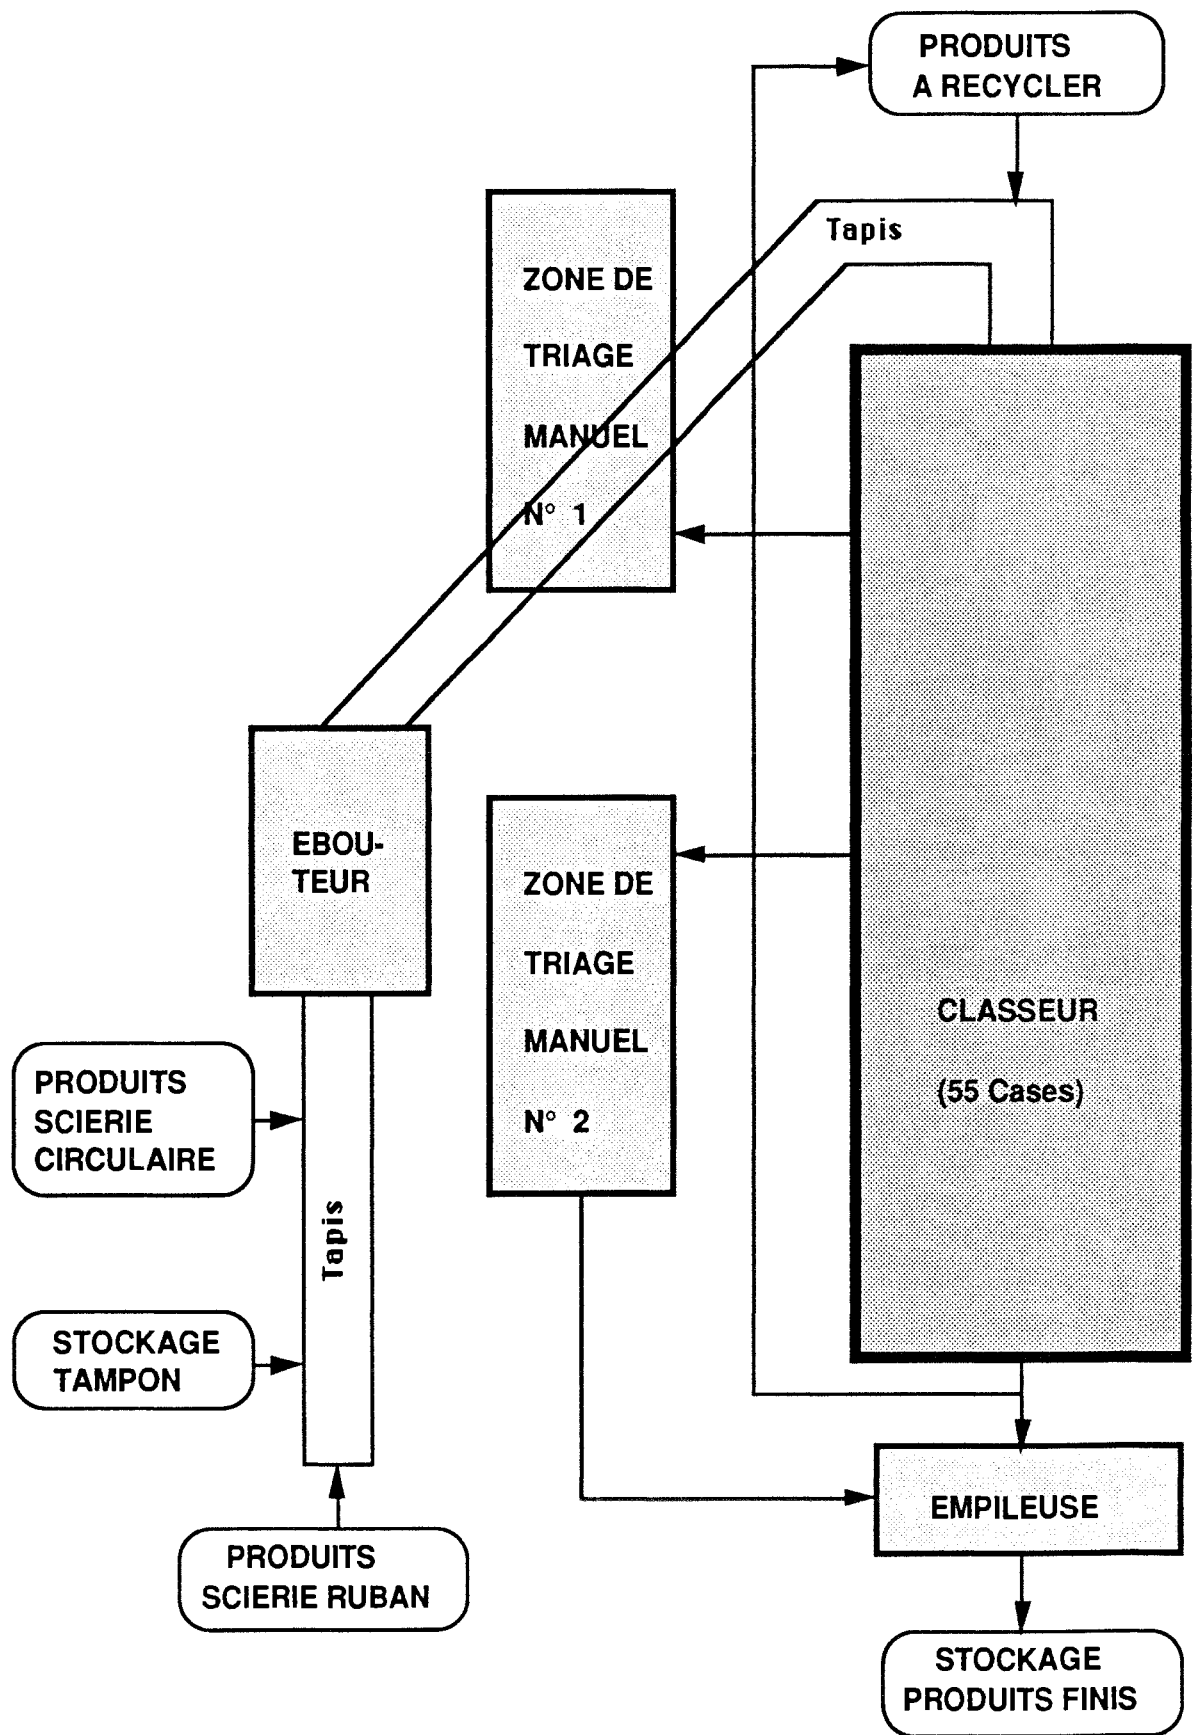 PRODUITS
A RECYCLER
Tapis
ZONE DE
TRIAGE
MANUEL
N° 1
EBOU-
TEUR
ZONE DE
TRIAGE
MANUEL
N° 2
CLASSEUR
(55 Cases)
PRODUITS
SCIERIE
CIRCULAIRE
Tapis
STOCKAGE
TAMPON
EMPILEUSE
PRODUITS
SCIERIE RUBAN
STOCKAGE
PRODUITS FINIS